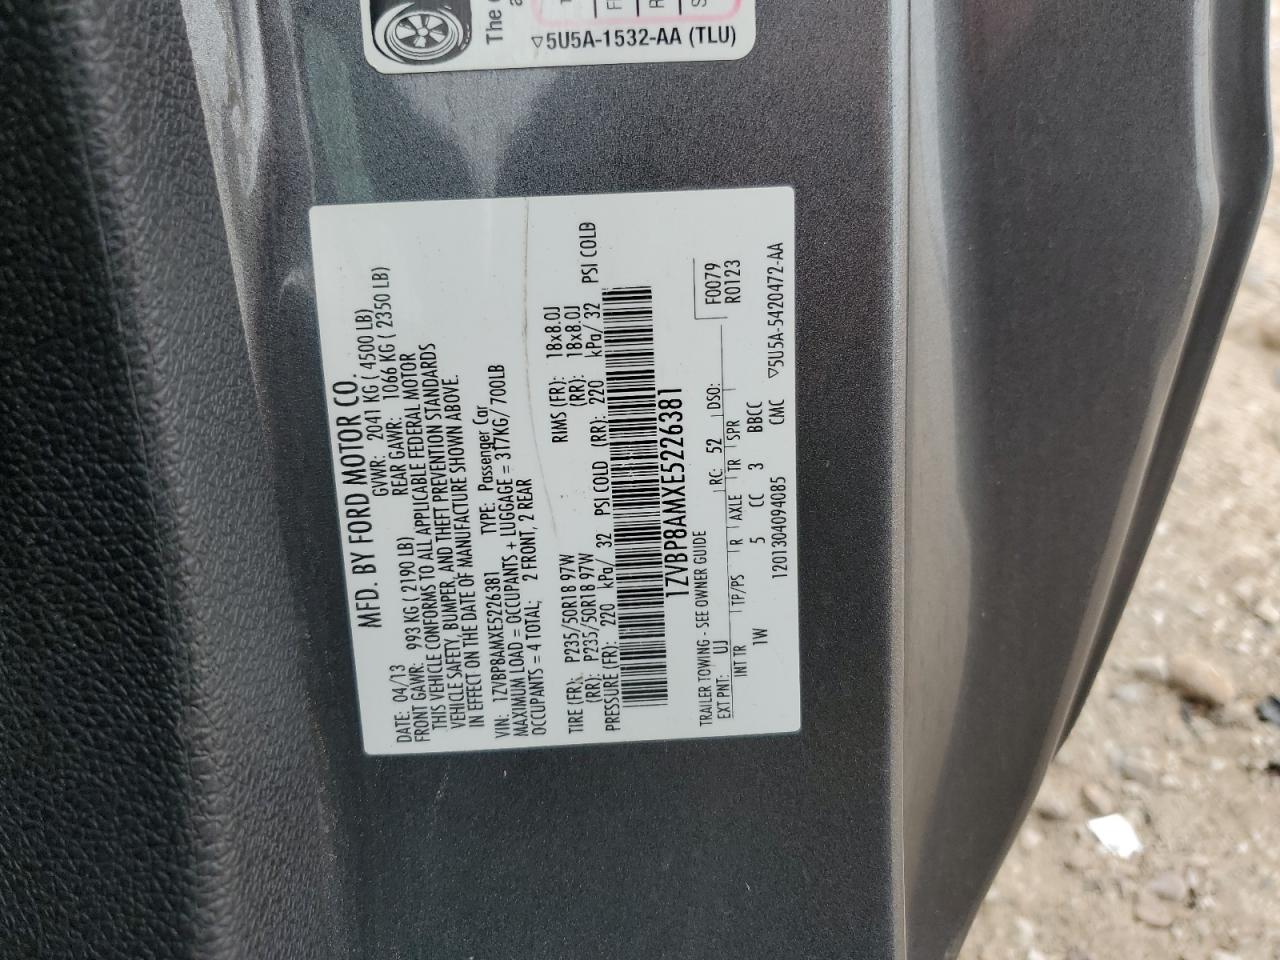 The
▽5U5A-1532-AA (TLU)
MFD. BY FORD MOTOR CO.
DATE: 04/13 GVWR: 2041 KG ( 4500 LB)
FRONT GAWR: 993 KG ( 2190 LB) REAR GAWR: 1066 KG ( 2350 LB)
THIS VEHICLE CONFORMS TO ALL APPLICABLE FEDERAL MOTOR
VEHICLE SAFETY, BUMPER, AND THEFT PREVENTION STANDARDS
IN EFFECT ON THE DATE OF MANUFACTURE SHOWN ABOVE.
VIN: 1ZVBP8AMXE5226381 TYPE: Passenger Car
MAXIMUM LOAD = OCCUPANTS + LUGGAGE = 317KG/700LB
OCCUPANTS = 4 TOTAL; 2 FRONT, 2 REAR
TIRE (FR): P235/50R18 97W RIMS (FR): 18x8.0J
(RR): P235/50R18 97W (RR): 18x8.0J
PRESSURE (FR): 220 kPa/ 32 PSI COLD (RR): 220 kPa/ 32 PSI COLD
1ZVBP8AMXE5226381
TRAILER TOWING - SEE OWNER GUIDE
EXT PNT: UJ RC: 52 DSO: F0079
R0123
INT TR TP/PS R AXLE TR SPR
1W 5 CC 3 BBCC
1201304094085 CMC ▽5U5A-5420472-AA